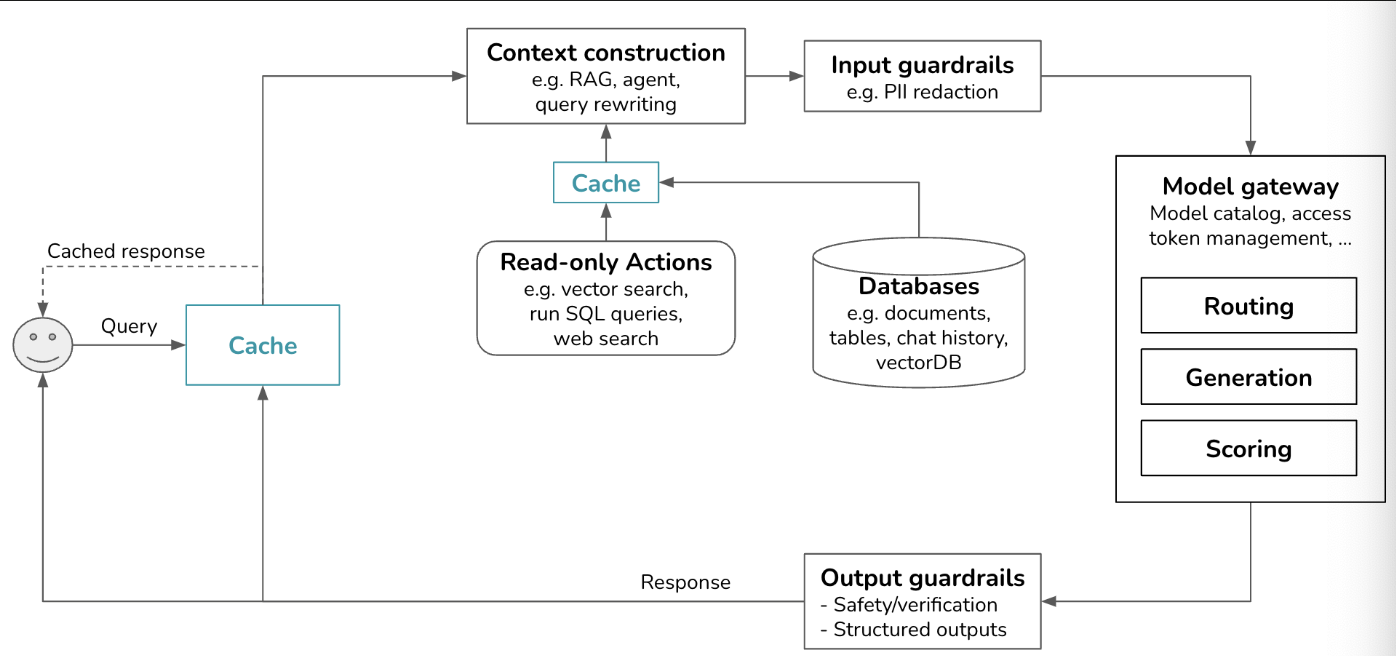 Context construction
e.g. RAG, agent,
query rewriting
Input guardrails
e.g. PII redaction
Cache
Model gateway
Model catalog, access
token management, ...
Routing
Generation
Scoring
Read-only Actions
e.g. vector search,
run SQL queries,
web search
Databases
e.g. documents,
tables, chat history,
vectorDB
Cached response
Query
Cache
Response
Output guardrails
- Safety/verification
- Structured outputs